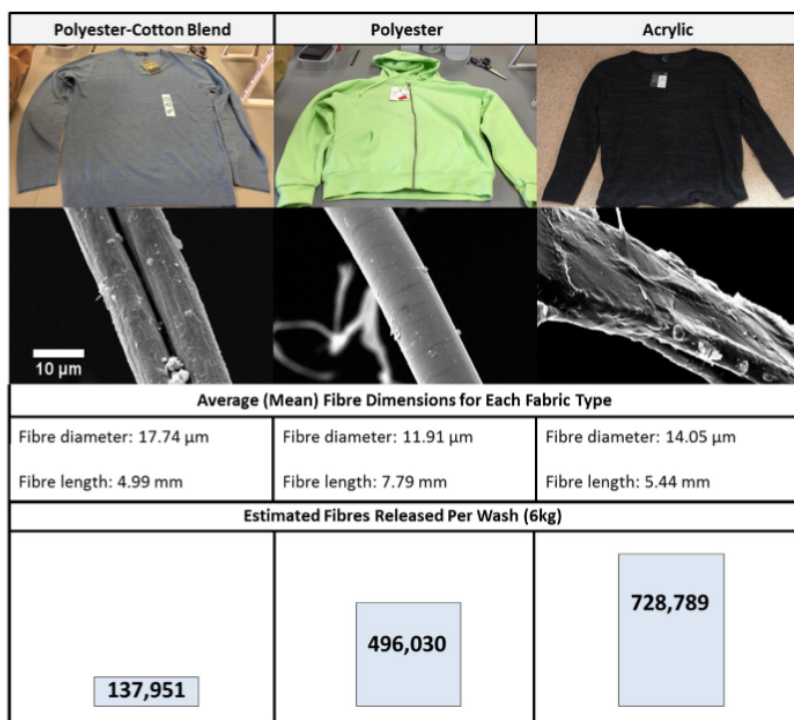 Polyester-Cotton Blend
Polyester
Acrylic
10 µm
Average (Mean) Fibre Dimensions for Each Fabric Type
Fibre diameter: 17.74 µm
Fibre length: 4.99 mm
Fibre diameter: 11.91 µm
Fibre length: 7.79 mm
Fibre diameter: 14.05 µm
Fibre length: 5.44 mm
Estimated Fibres Released Per Wash (6kg)
137,951
496,030
728,789